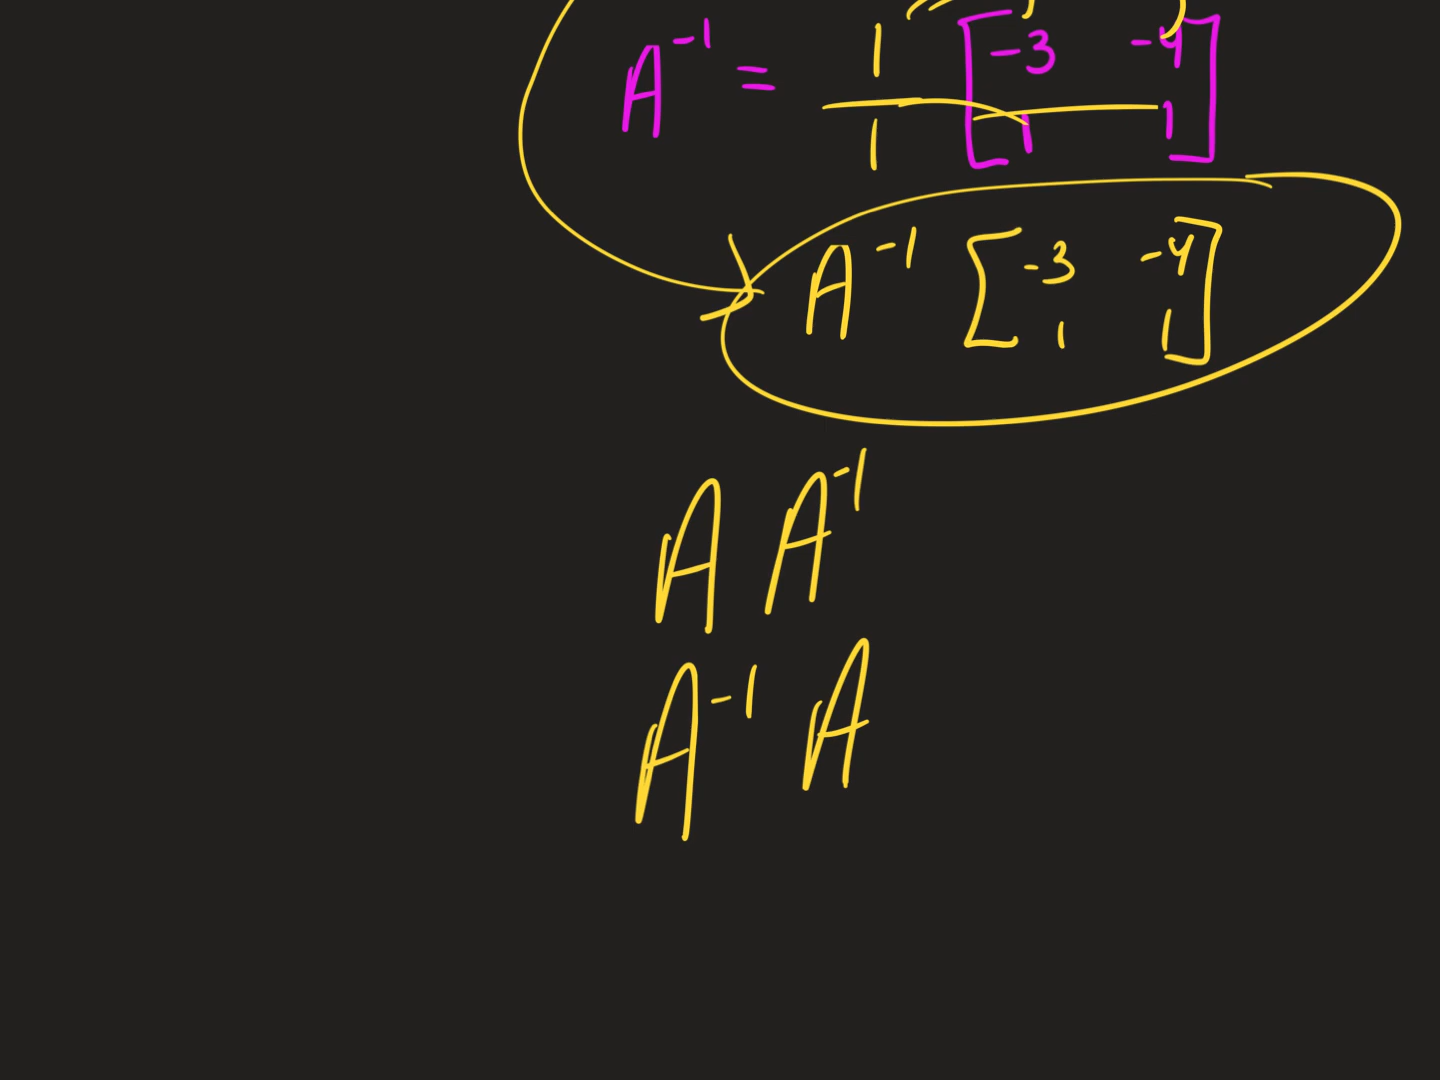 A⁻¹ = 1/1 [-3 -4
1 1]
A⁻¹ [-3 -4
1 1]
A A⁻¹
A⁻¹ A